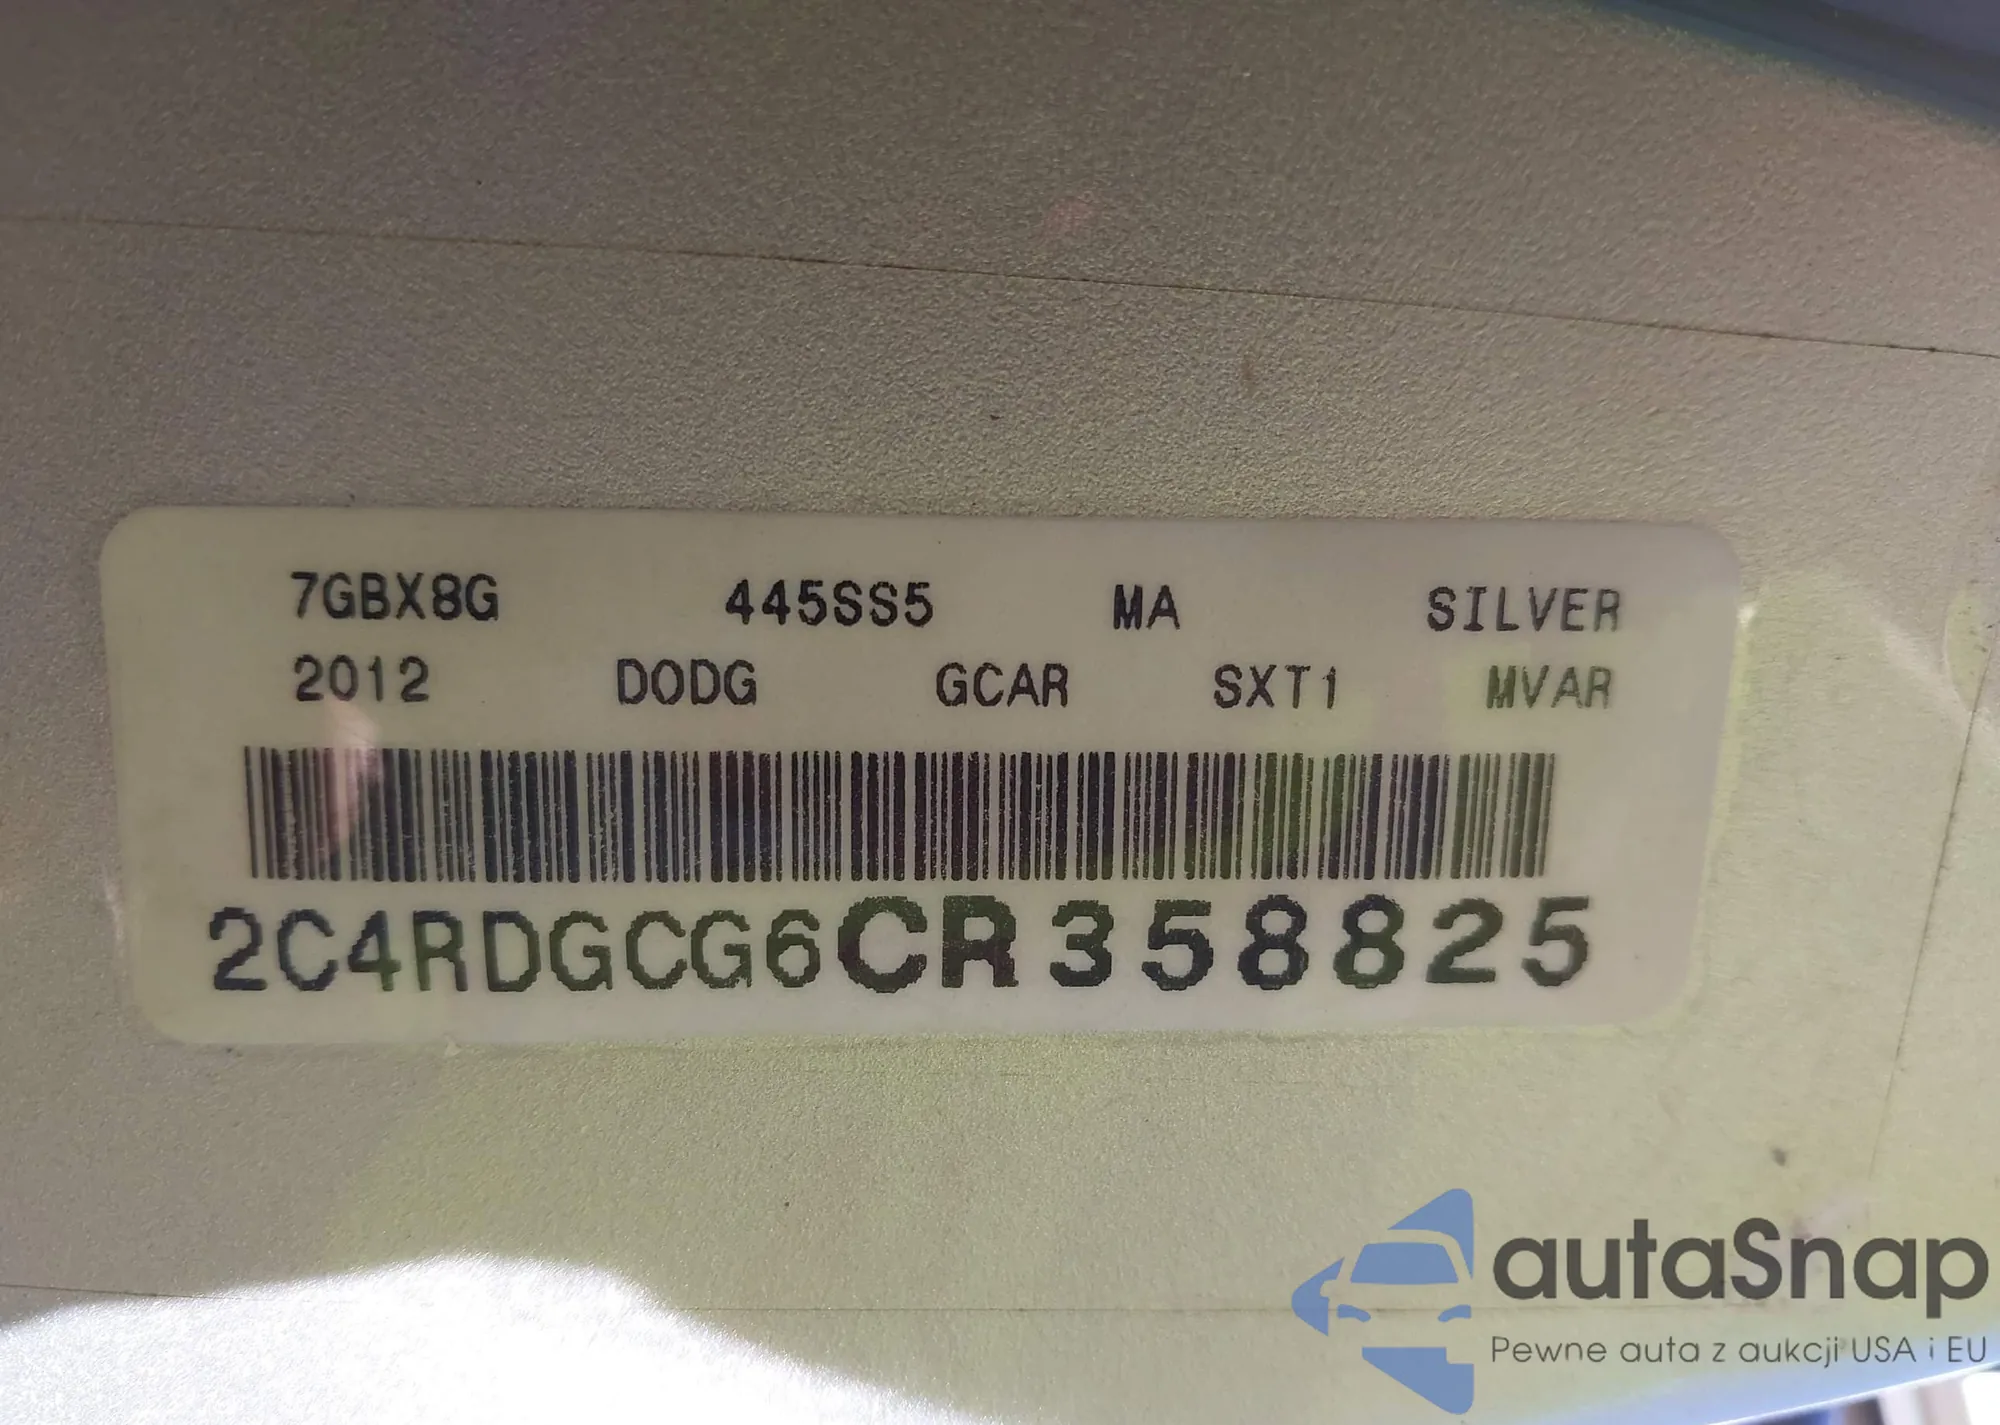 7GBX8G 445SS5 MA SILVER
2012 DODG GCAR SXT1 MVAR
2C4RDGCG6CR358825
autaSnap
Pewne auta z aukcji USA i EU